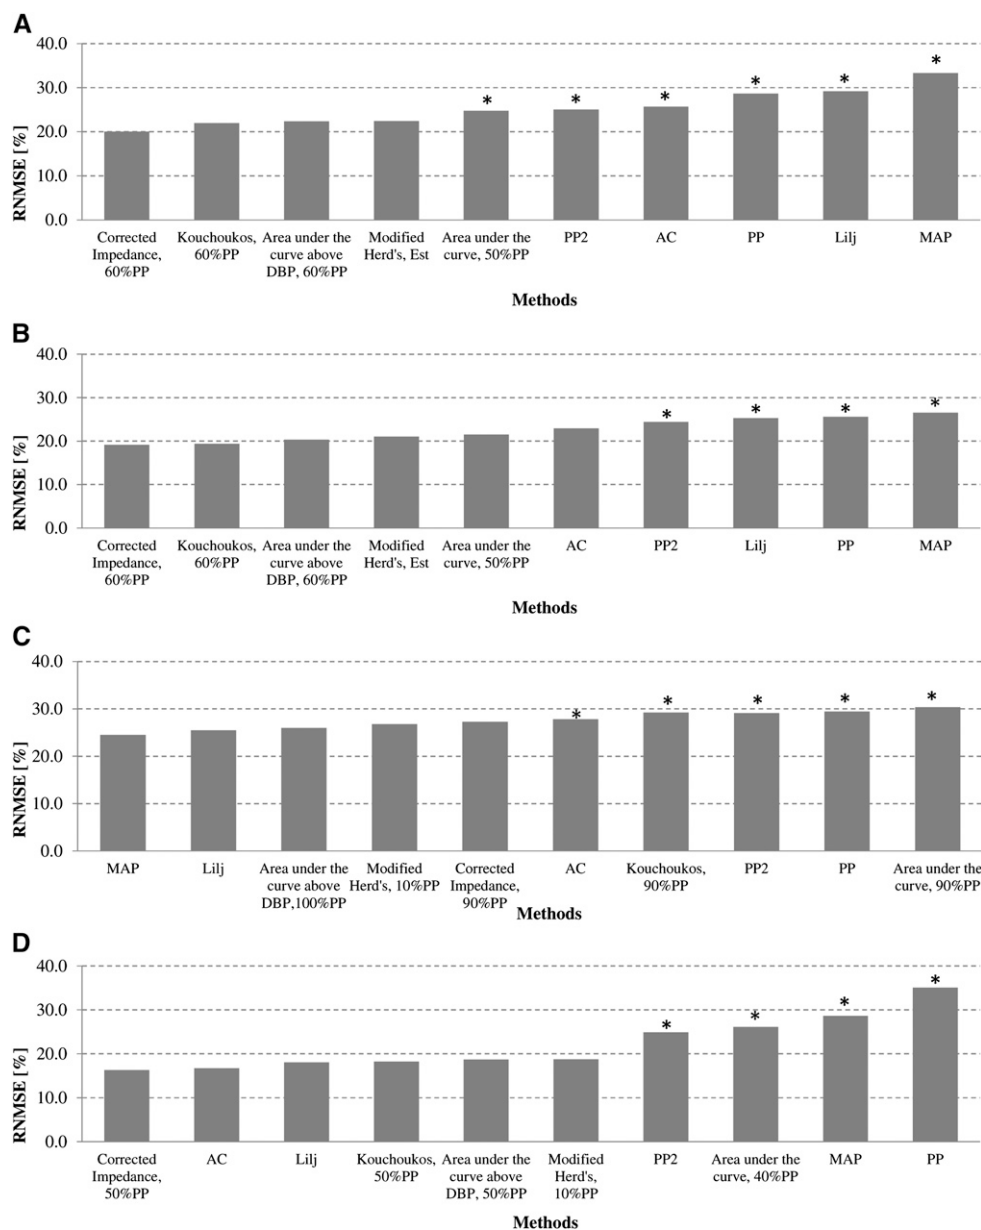 A
40.0
30.0
20.0
10.0
0.0
RNMSE [%]
* * * * * *
Corrected Impedance, 60%PP
Kouchoukos, 60%PP
Area under the curve above DBP, 60%PP
Modified Herd's, Est
Area under the curve, 50%PP
PP2
AC
PP
Lilj
MAP
Methods
B
40.0
30.0
20.0
10.0
0.0
RNMSE [%]
* * * *
Corrected Impedance, 60%PP
Kouchoukos, 60%PP
Area under the curve above DBP, 60%PP
Modified Herd's, Est
Area under the curve, 50%PP
AC
PP2
Lilj
PP
MAP
Methods
C
40.0
30.0
20.0
10.0
0.0
RNMSE [%]
* * * * *
MAP
Lilj
Area under the curve above DBP,100%PP
Modified Herd's, 10%PP
Corrected Impedance, 90%PP
AC
Kouchoukos, 90%PP
PP2
PP
Area under the curve, 90%PP
Methods
D
40.0
30.0
20.0
10.0
0.0
RNMSE [%]
* * * *
Corrected Impedance, 50%PP
AC
Lilj
Kouchoukos, 50%PP
Area under the curve above DBP, 50%PP
Modified Herd's, 10%PP
PP2
Area under the curve, 40%PP
MAP
PP
Methods